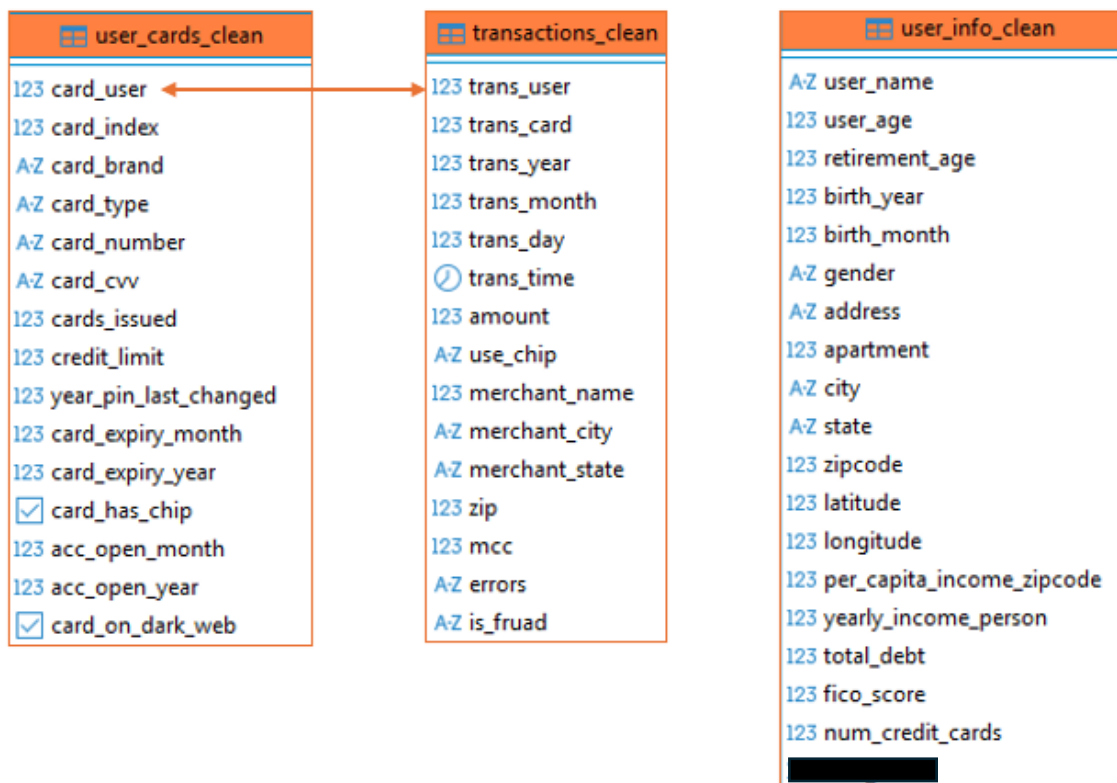 user_cards_clean
123 card_user
123 card_index
A-Z card_brand
A-Z card_type
A-Z card_number
A-Z card_cvv
123 cards_issued
123 credit_limit
123 year_pin_last_changed
123 card_expiry_month
123 card_expiry_year
card_has_chip
123 acc_open_month
123 acc_open_year
card_on_dark_web
transactions_clean
123 trans_user
123 trans_card
123 trans_year
123 trans_month
123 trans_day
trans_time
123 amount
A-Z use_chip
123 merchant_name
A-Z merchant_city
A-Z merchant_state
123 zip
123 mcc
A-Z errors
A-Z is_fruad
user_info_clean
A-Z user_name
123 user_age
123 retirement_age
123 birth_year
123 birth_month
A-Z gender
A-Z address
123 apartment
A-Z city
A-Z state
123 zipcode
123 latitude
123 longitude
123 per_capita_income_zipcode
123 yearly_income_person
123 total_debt
123 fico_score
123 num_credit_cards